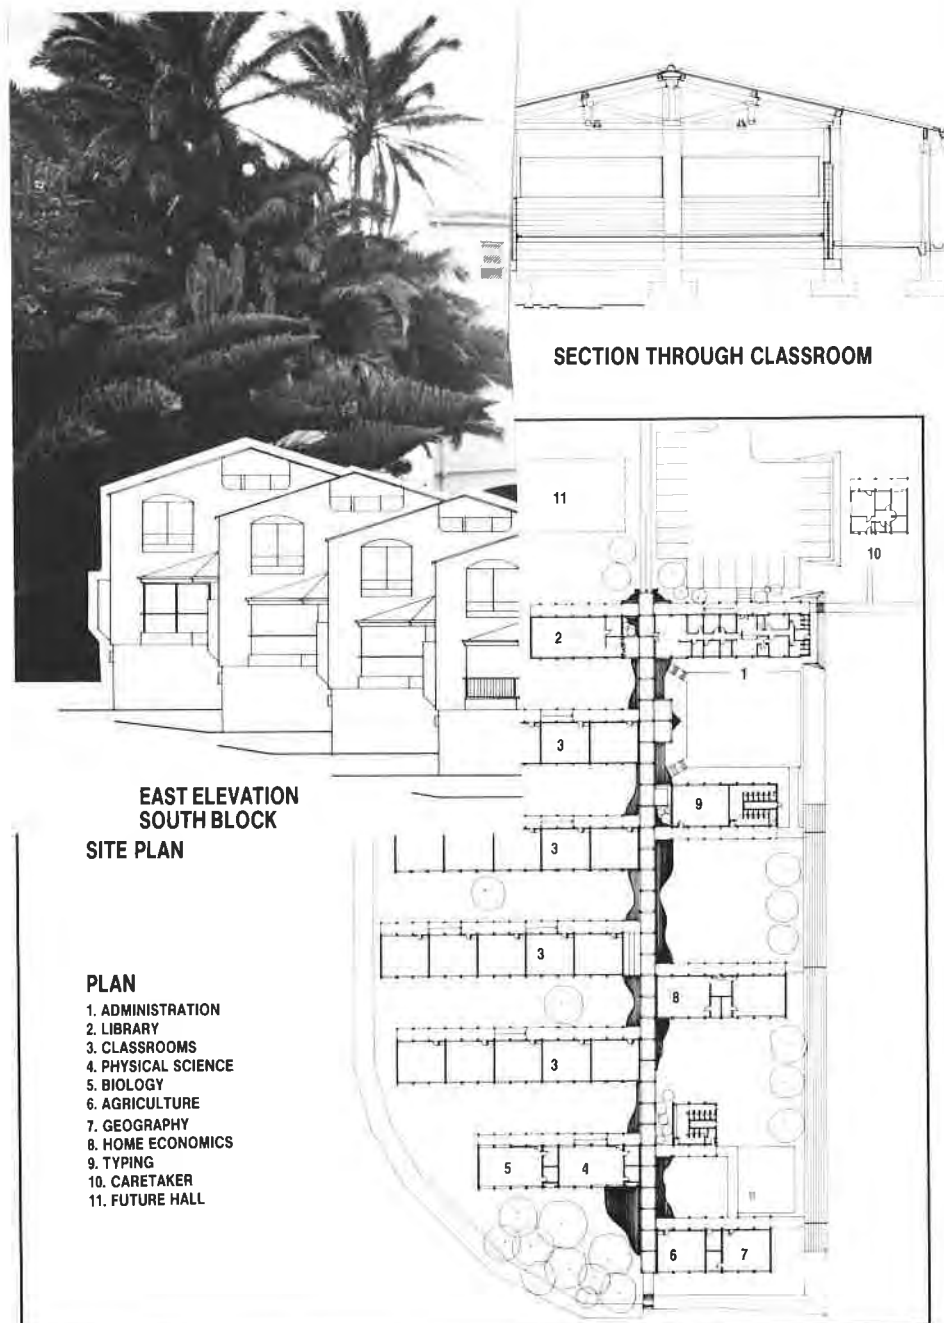 SECTION THROUGH CLASSROOM
11
10
2
1
3
EAST ELEVATION
SOUTH BLOCK
9
SITE PLAN
3
3
PLAN
1. ADMINISTRATION
2. LIBRARY
3. CLASSROOMS
4. PHYSICAL SCIENCE
5. BIOLOGY
6. AGRICULTURE
7. GEOGRAPHY
8. HOME ECONOMICS
9. TYPING
10. CARETAKER
11. FUTURE HALL
8
3
5
4
6
7